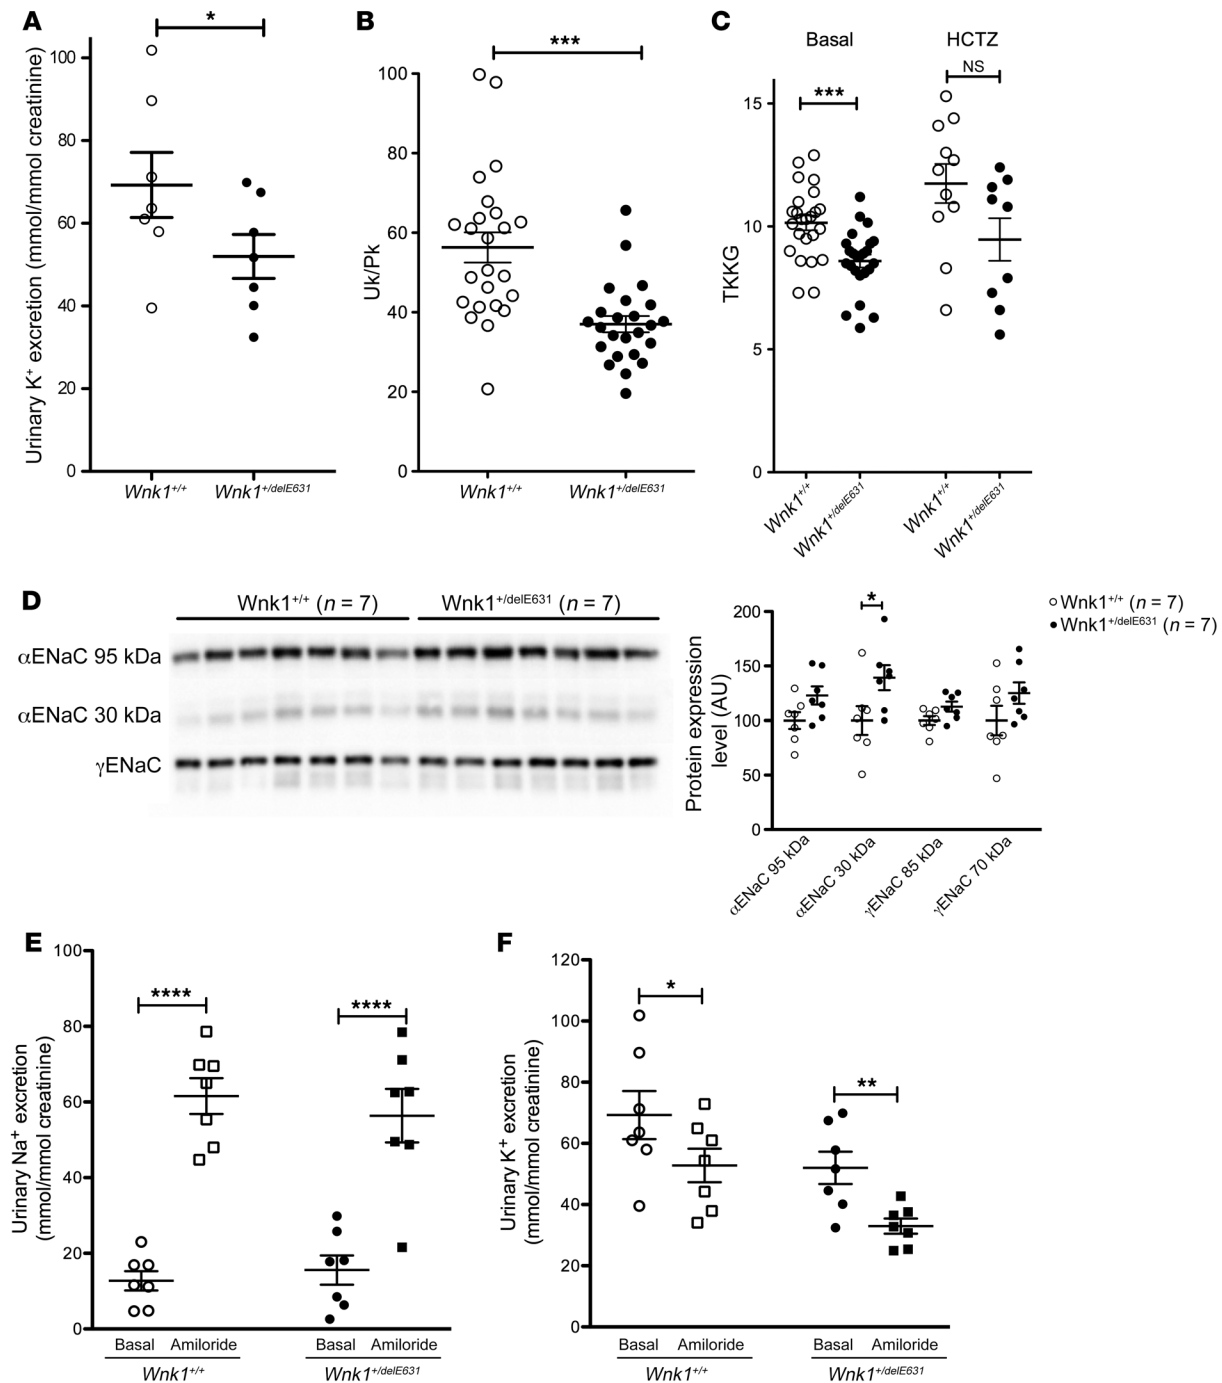 A
*
Urinary K⁺ excretion (mmol/mmol creatinine)
100
80
60
40
20
0
Wnk1+/+
Wnk1+/delE631
B
***
Uk/Pk
100
80
60
40
20
0
Wnk1+/+
Wnk1+/delE631
C
Basal
HCTZ
***
NS
TKKG
15
10
5
0
Wnk1+/+
Wnk1+/delE631
Wnk1+/+
Wnk1+/delE631
D
Wnk1+/+ (n = 7)
Wnk1+/delE631 (n = 7)
αENaC 95 kDa
αENaC 30 kDa
γENaC
Protein expression
level (AU)
200
150
100
50
0
*
Wnk1+/+ (n = 7)
Wnk1+/delE631 (n = 7)
αENaC 95 kDa
αENaC 30 kDa
γENaC 85 kDa
γENaC 70 kDa
E
Urinary Na⁺ excretion
(mmol/mmol creatinine)
100
80
60
40
20
0
****
****
Basal
Amiloride
Basal
Amiloride
Wnk1+/+
Wnk1+/delE631
F
Urinary K⁺ excretion
(mmol/mmol creatinine)
120
100
80
60
40
20
0
*
**
Basal
Amiloride
Basal
Amiloride
Wnk1+/+
Wnk1+/delE631